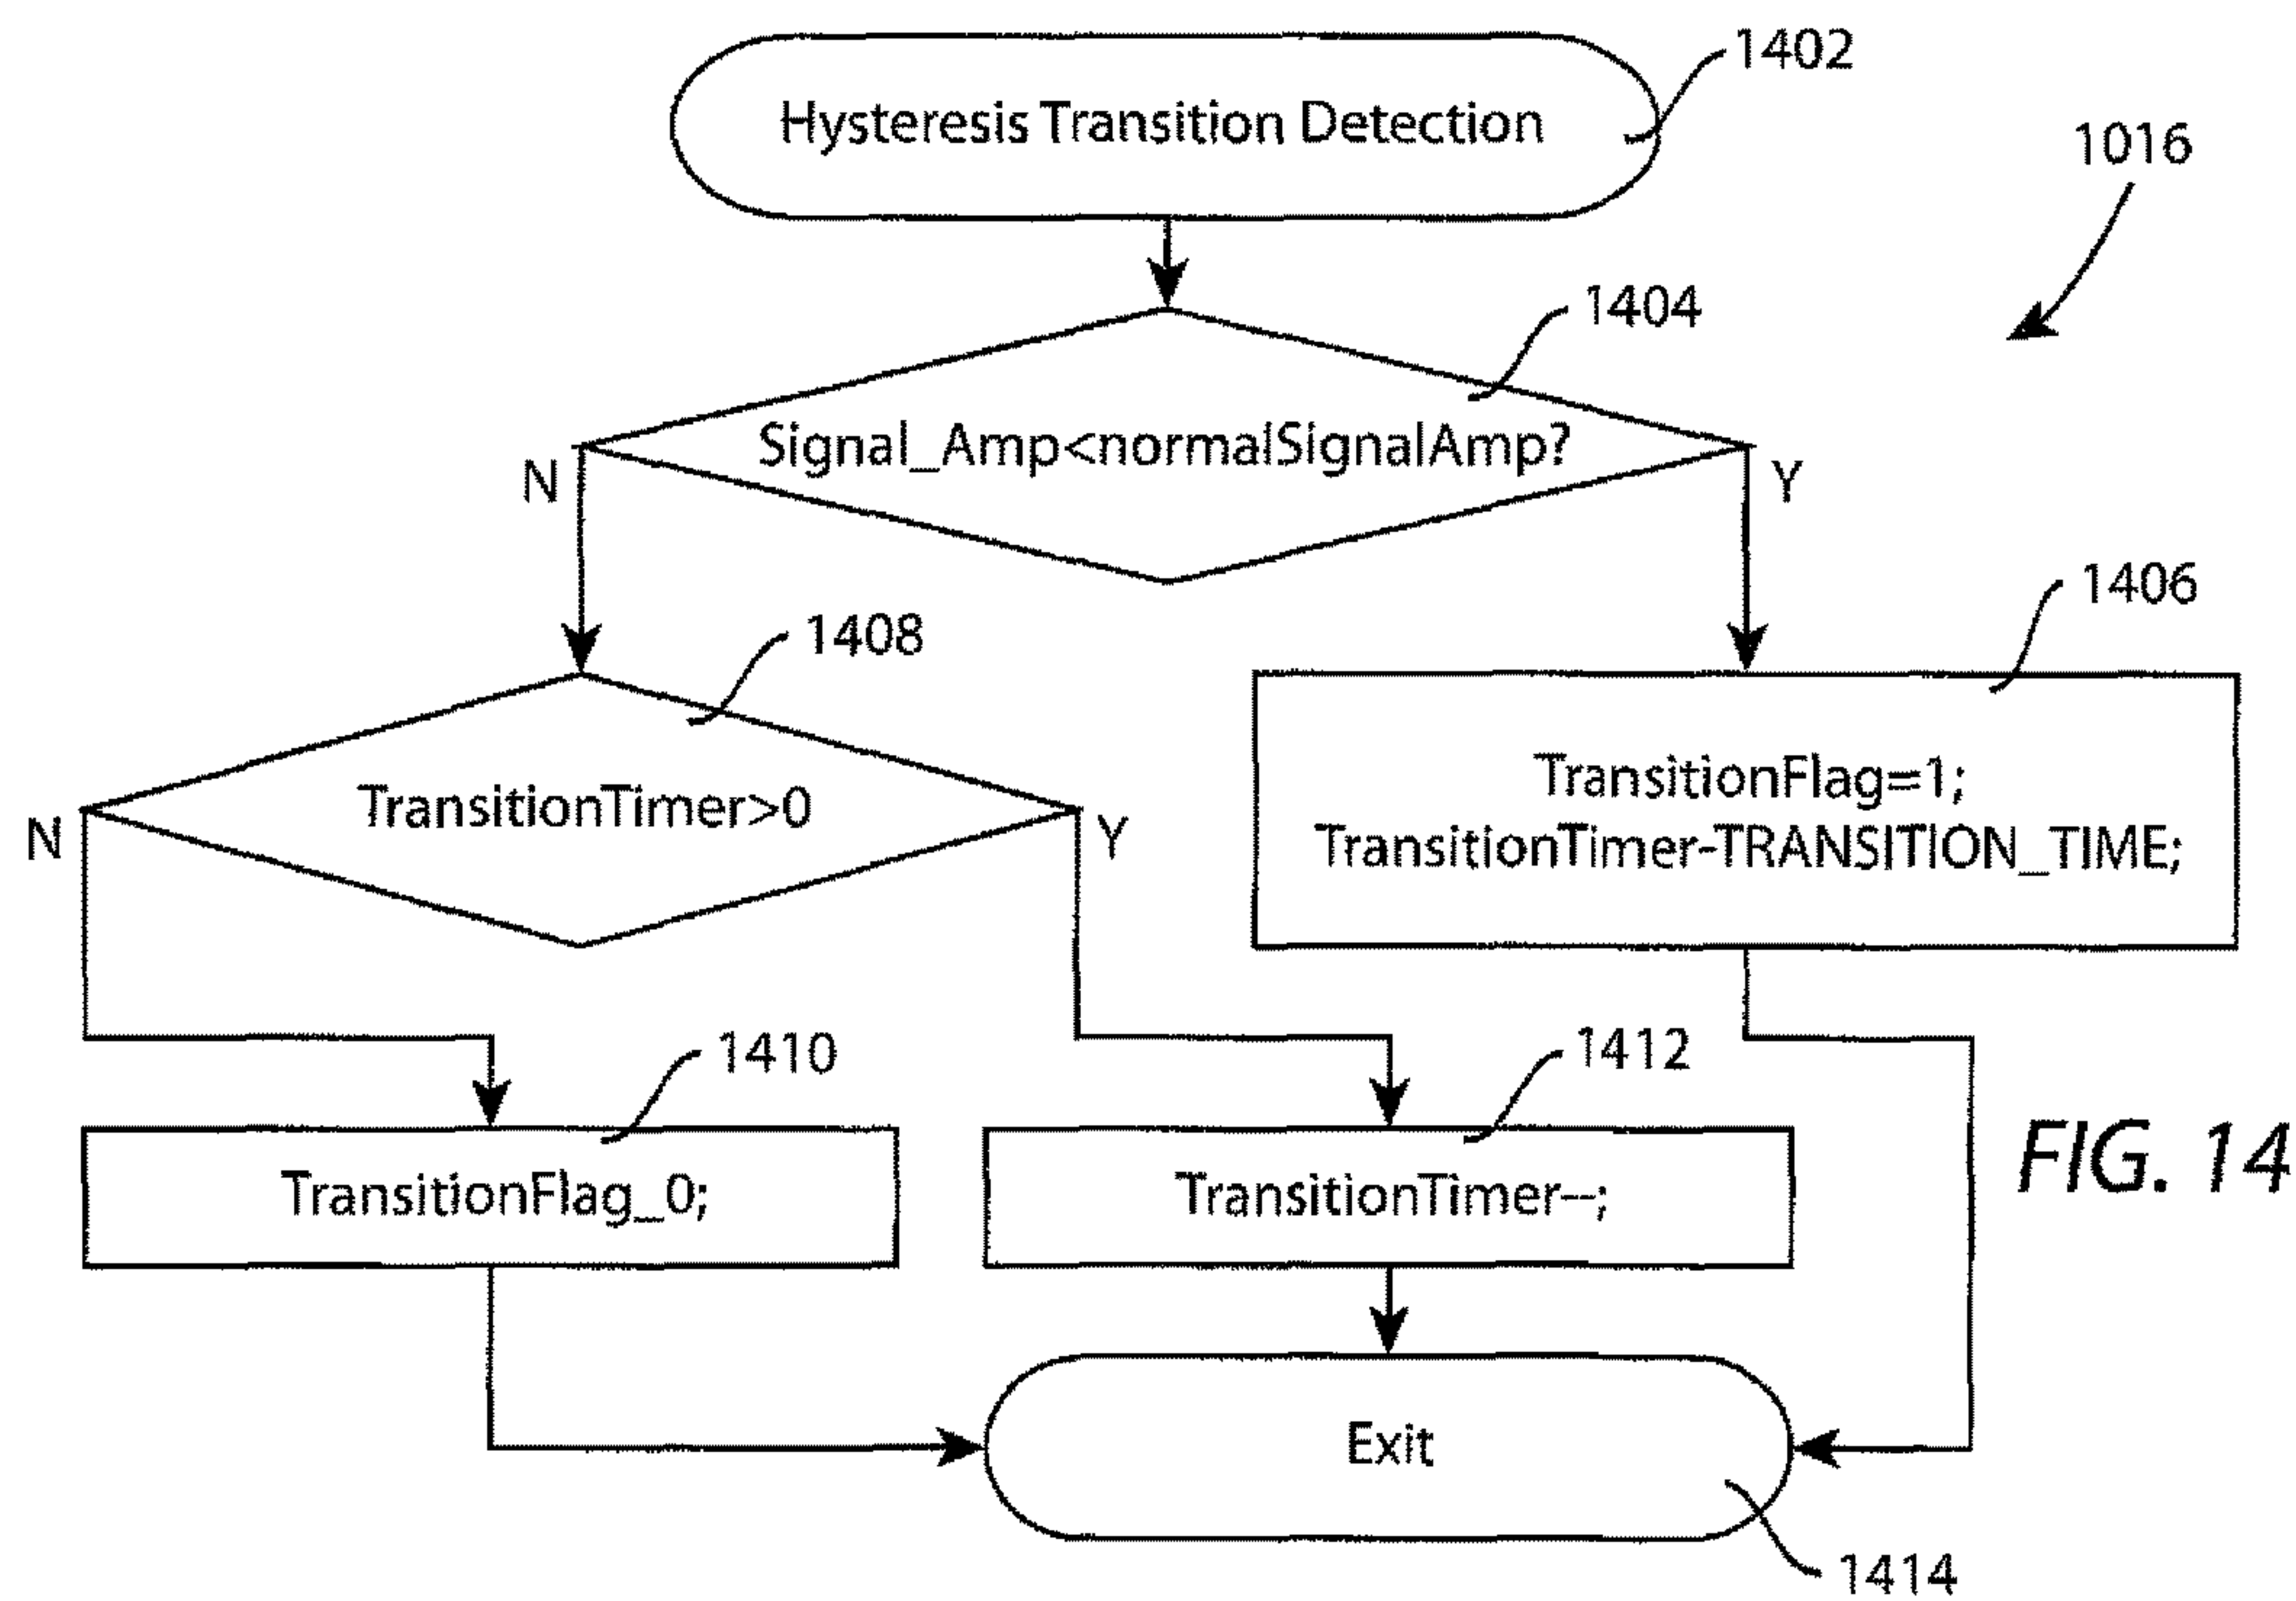 1402
Hysteresis Transition Detection
1016
1404
Signal_Amp<normalSignalAmp?
N
Y
1406
1408
TransitionFlag=1;
TransitionTimer-TRANSITION_TIME;
TransitionTimer>0
N
Y
1410
1412
FIG. 14
TransitionFlag_0;
TransitionTimer--;
Exit
1414